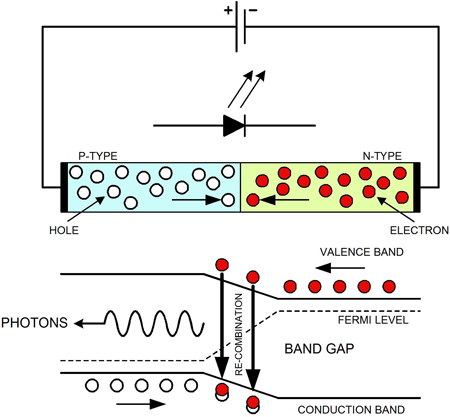 + −
P-TYPE
N-TYPE
HOLE
ELECTRON
VALENCE BAND
PHOTONS
RE-COMBINATION
FERMI LEVEL
BAND GAP
CONDUCTION BAND